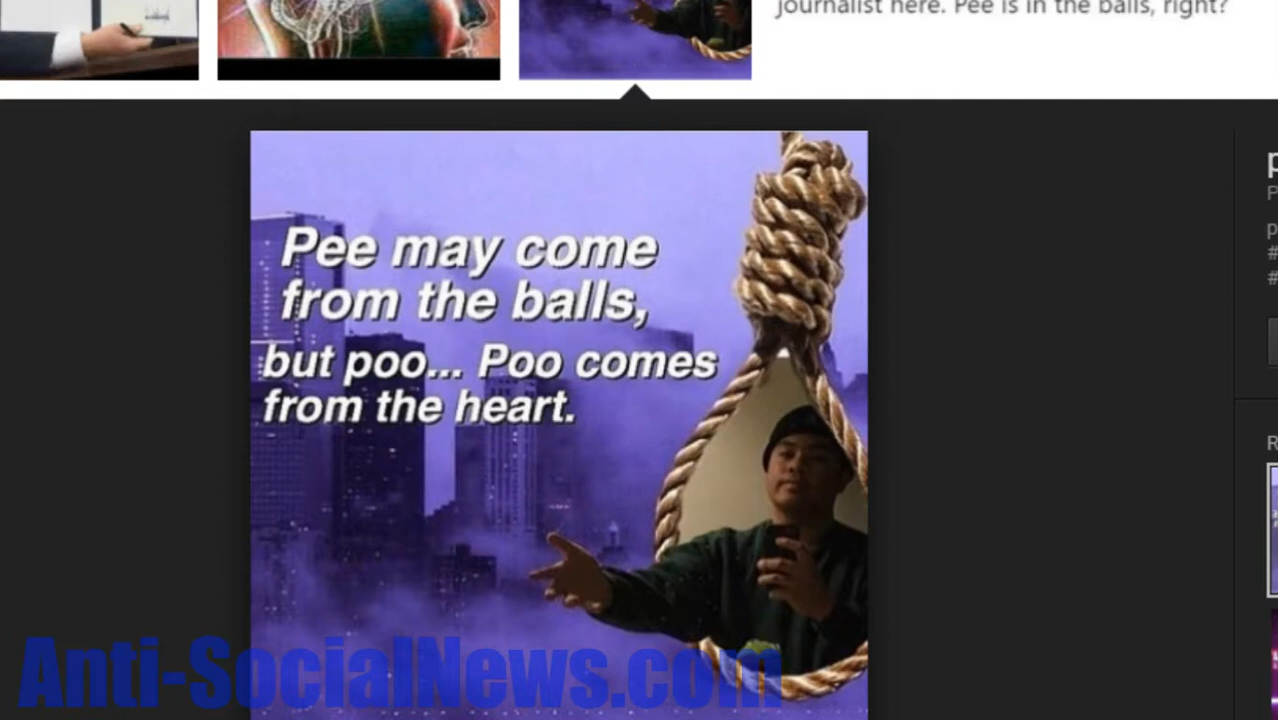 journalist here. Pee is in the balls, right?
Pee may come
from the balls,
but poo... Poo comes
from the heart.
Anti-SocialNews.com